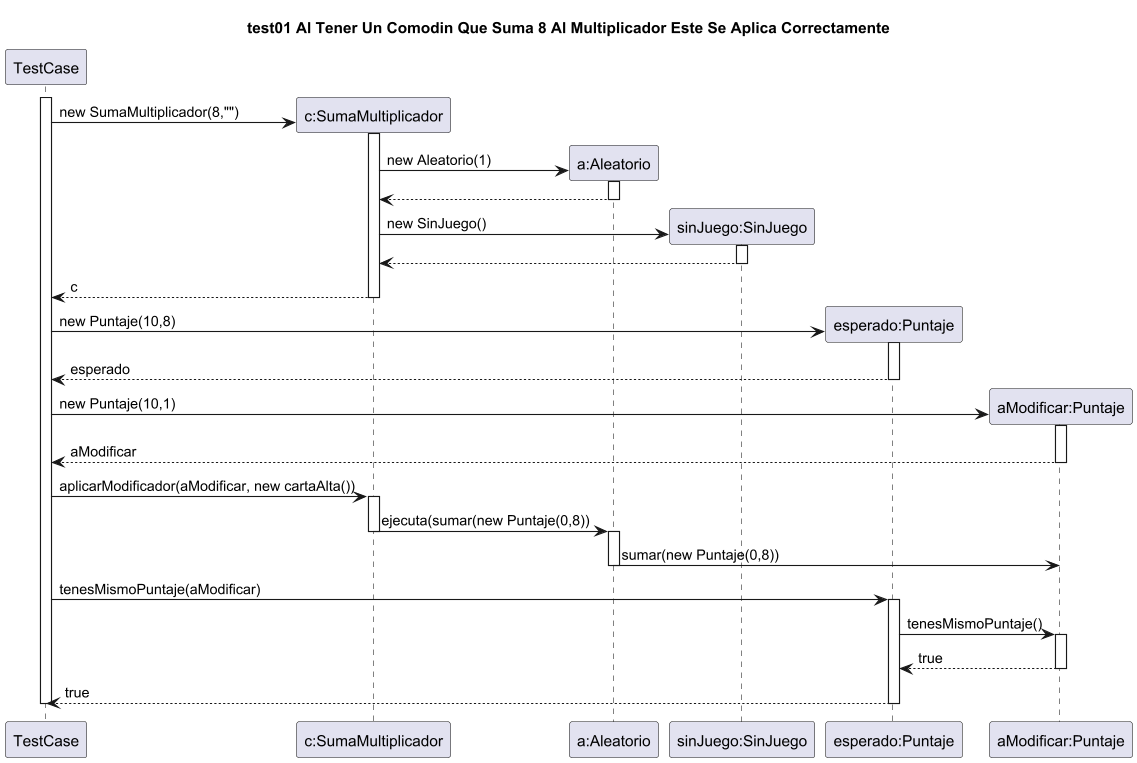 test01 Al Tener Un Comodin Que Suma 8 Al Multiplicador Este Se Aplica Correctamente
TestCase
new SumaMultiplicador(8,"")
c:SumaMultiplicador
new Aleatorio(1)
a:Aleatorio
new SinJuego()
sinJuego:SinJuego
c
new Puntaje(10,8)
esperado:Puntaje
esperado
new Puntaje(10,1)
aModificar:Puntaje
aModificar
aplicarModificador(aModificar, new cartaAlta())
ejecuta(sumar(new Puntaje(0,8))
sumar(new Puntaje(0,8))
tenesMismoPuntaje(aModificar)
tenesMismoPuntaje()
true
true
TestCase
c:SumaMultiplicador
a:Aleatorio
sinJuego:SinJuego
esperado:Puntaje
aModificar:Puntaje